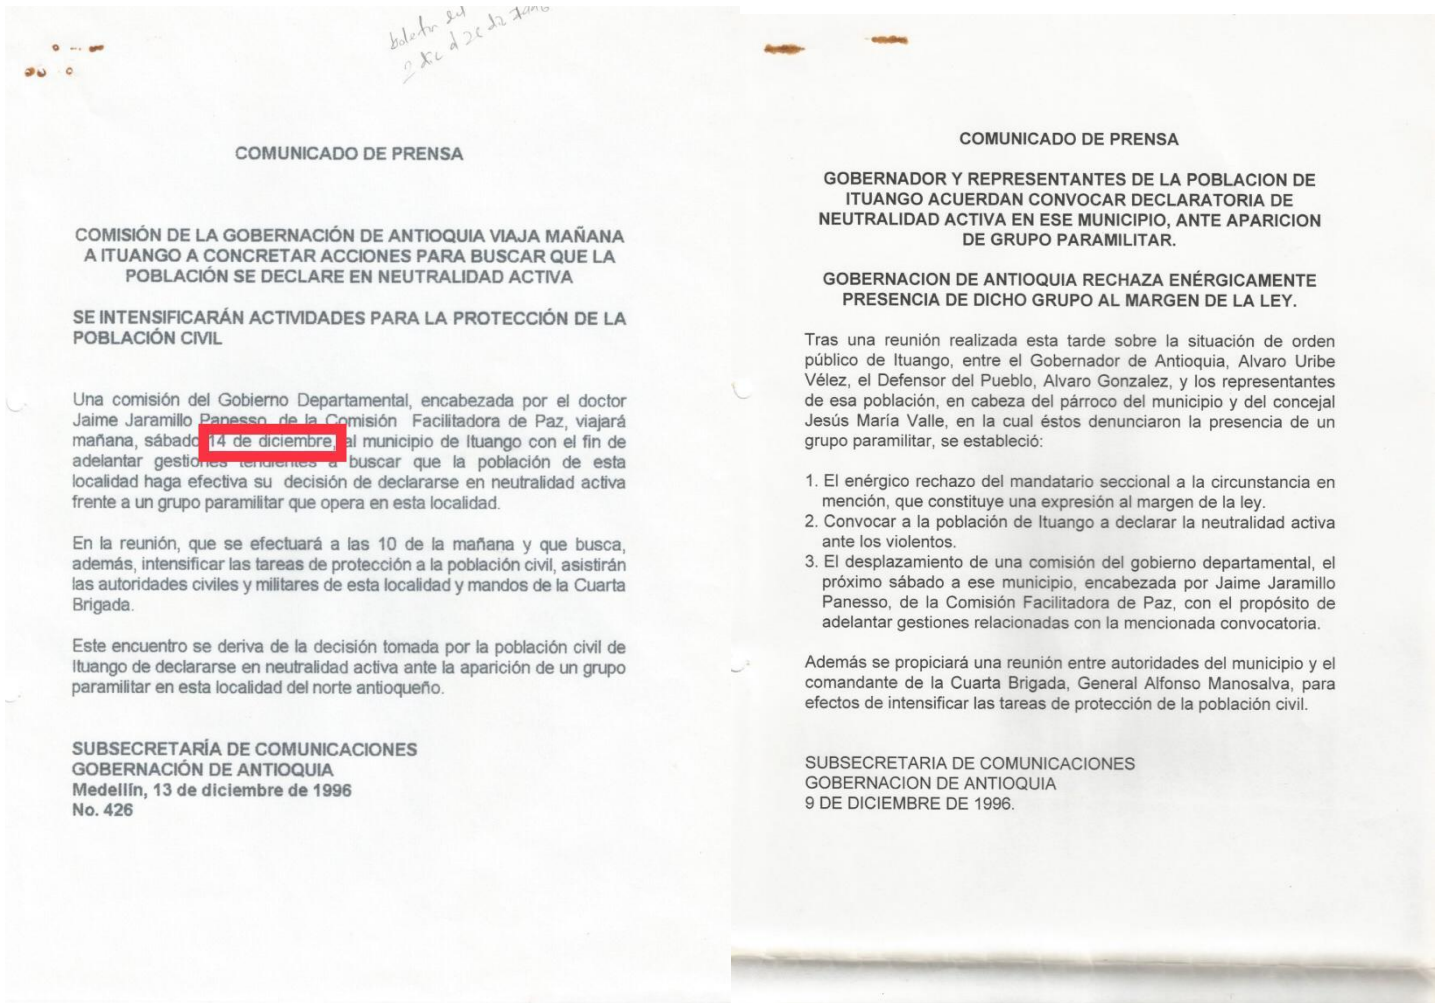 boletin
COMUNICADO DE PRENSA
COMISIÓN DE LA GOBERNACIÓN DE ANTIOQUIA VIAJA MAÑANA
A ITUANGO A CONCRETAR ACCIONES PARA BUSCAR QUE LA
POBLACIÓN SE DECLARE EN NEUTRALIDAD ACTIVA
SE INTENSIFICARÁN ACTIVIDADES PARA LA PROTECCIÓN DE LA
POBLACIÓN CIVIL
Una comisión del Gobierno Departamental, encabezada por el doctor
Jaime Jaramillo Panesso, de la Comisión Facilitadora de Paz, viajará
mañana, sábado 14 de diciembre, al municipio de Ituango con el fin de
adelantar gestiones tendientes a buscar que la población de esta
localidad haga efectiva su decisión de declararse en neutralidad activa
frente a un grupo paramilitar que opera en esta localidad.
En la reunión, que se efectuará a las 10 de la mañana y que busca,
además, intensificar las tareas de protección a la población civil, asistirán
las autoridades civiles y militares de esta localidad y mandos de la Cuarta
Brigada.
Este encuentro se deriva de la decisión tomada por la población civil de
Ituango de declararse en neutralidad activa ante la aparición de un grupo
paramilitar en esta localidad del norte antioqueño.
SUBSECRETARÍA DE COMUNICACIONES
GOBERNACIÓN DE ANTIOQUIA
Medellín, 13 de diciembre de 1996
No. 426
COMUNICADO DE PRENSA
GOBERNADOR Y REPRESENTANTES DE LA POBLACION DE
ITUANGO ACUERDAN CONVOCAR DECLARATORIA DE
NEUTRALIDAD ACTIVA EN ESE MUNICIPIO, ANTE APARICION
DE GRUPO PARAMILITAR.
GOBERNACION DE ANTIOQUIA RECHAZA ENÉRGICAMENTE
PRESENCIA DE DICHO GRUPO AL MARGEN DE LA LEY.
Tras una reunión realizada esta tarde sobre la situación de orden
público de Ituango, entre el Gobernador de Antioquia, Alvaro Uribe
Vélez, el Defensor del Pueblo, Alvaro Gonzalez, y los representantes
de esa población, en cabeza del párroco del municipio y del concejal
Jesús María Valle, en la cual éstos denunciaron la presencia de un
grupo paramilitar, se estableció:
1. El enérgico rechazo del mandatario seccional a la circunstancia en
mención, que constituye una expresión al margen de la ley.
2. Convocar a la población de Ituango a declarar la neutralidad activa
ante los violentos.
3. El desplazamiento de una comisión del gobierno departamental, el
próximo sábado a ese municipio, encabezada por Jaime Jaramillo
Panesso, de la Comisión Facilitadora de Paz, con el propósito de
adelantar gestiones relacionadas con la mencionada convocatoria.
Además se propiciará una reunión entre autoridades del municipio y el
comandante de la Cuarta Brigada, General Alfonso Manosalva, para
efectos de intensificar las tareas de protección de la población civil.
SUBSECRETARIA DE COMUNICACIONES
GOBERNACION DE ANTIOQUIA
9 DE DICIEMBRE DE 1996.